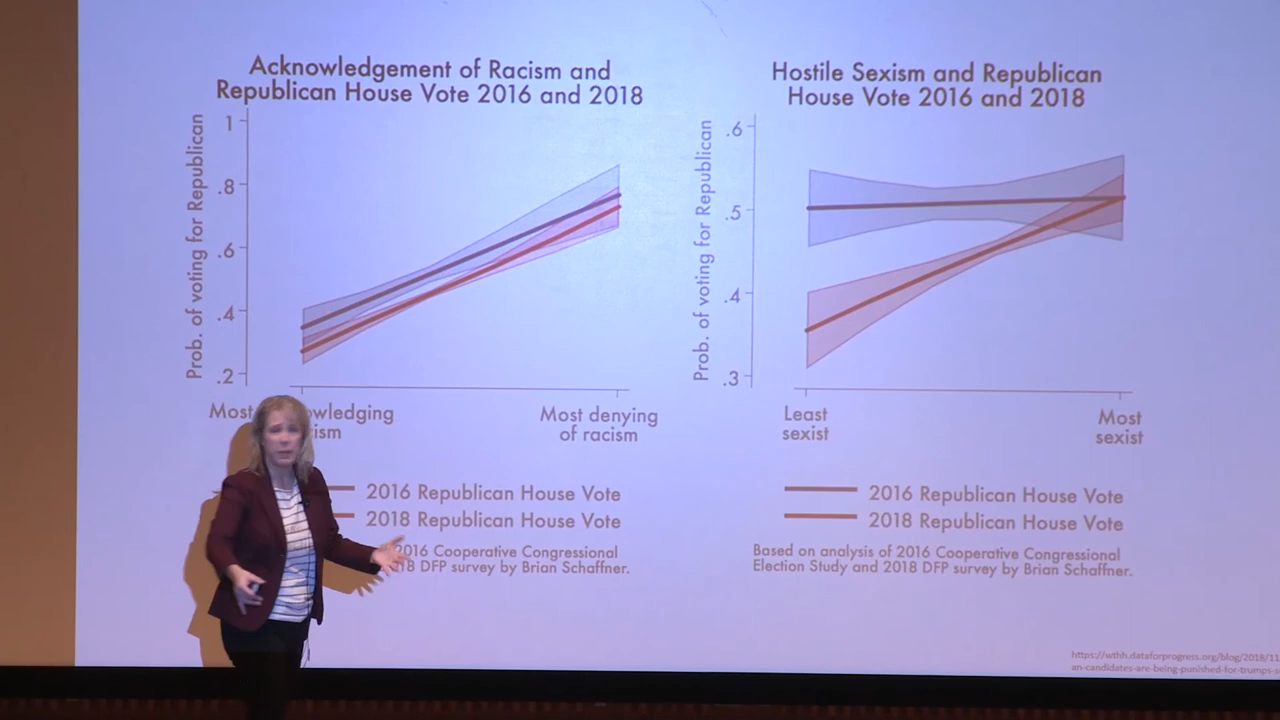 Acknowledgement of Racism and
Republican House Vote 2016 and 2018
Prob. of voting for Republican
1
.8
.6
.4
.2
Most
Most denying
of racism
2016 Republican House Vote
2018 Republican House Vote
2016 Cooperative Congressional
DFP survey by Brian Schaffner.
Hostile Sexism and Republican
House Vote 2016 and 2018
Prob. of voting for Republican
.6
.5
.4
.3
Least
sexist
Most
sexist
2016 Republican House Vote
2018 Republican House Vote
Based on analysis of 2016 Cooperative Congressional
Election Study and 2018 DFP survey by Brian Schaffner.
https://wthh.dataforprogress.org/blog/2018/11
an-candidates-are-being-punished-for-trumps-s